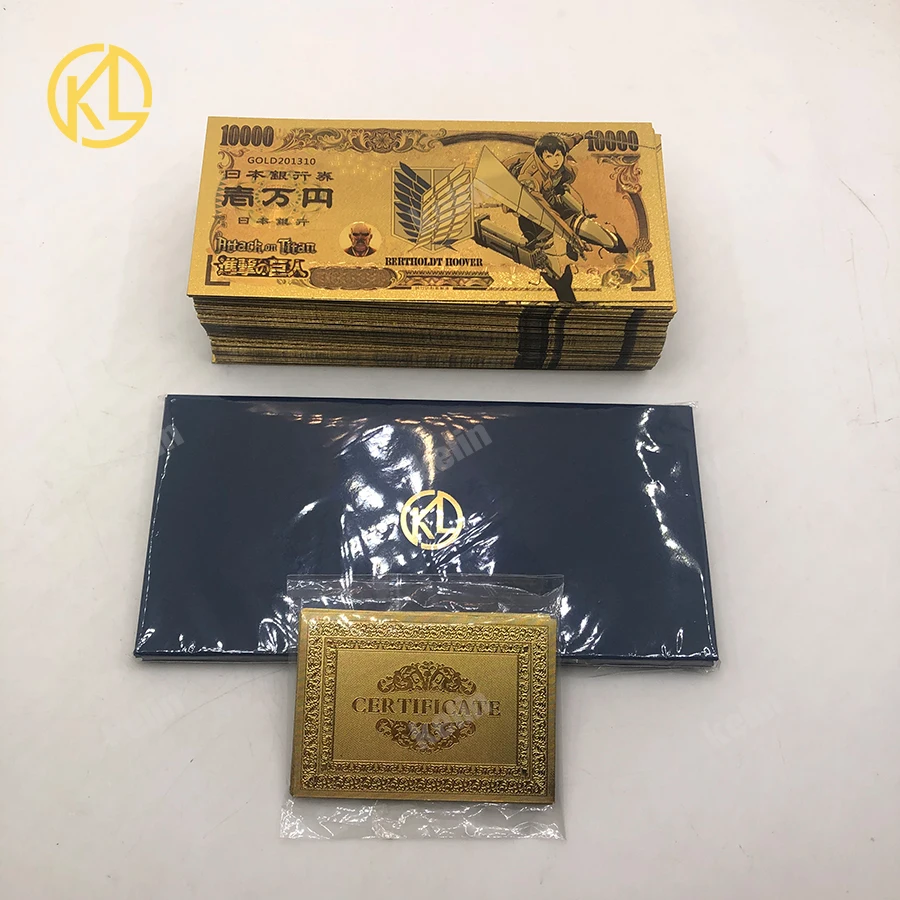 KL
10000 10000
GOLD201310
日本銀行券
壱万円
日本銀行
Attack on Titan
進撃の巨人
BERTHOLDT HOOVER
KL
CERTIFICATE